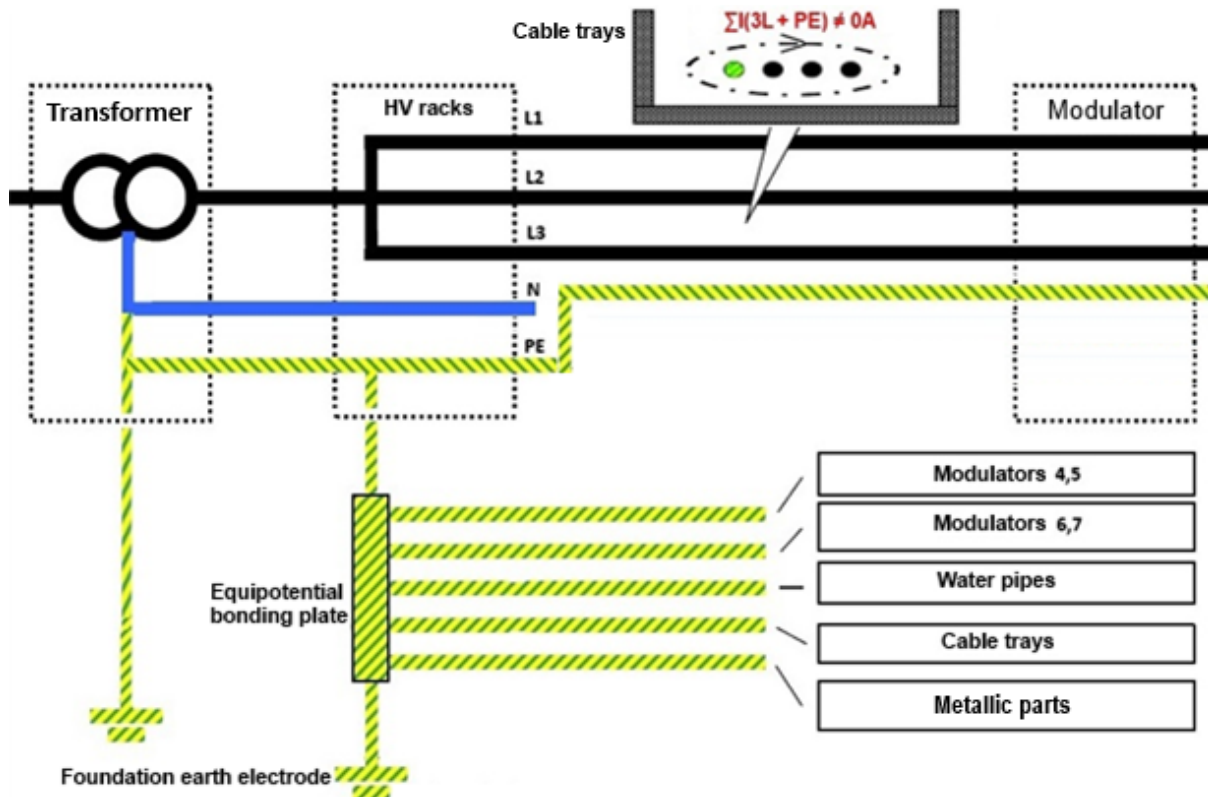 Cable trays
∑I(3L + PE) ≠ 0A
Transformer
HV racks
Modulator
L1
L2
L3
N
PE
Modulators 4,5
Modulators 6,7
Water pipes
Cable trays
Metallic parts
Equipotential
bonding plate
Foundation earth electrode